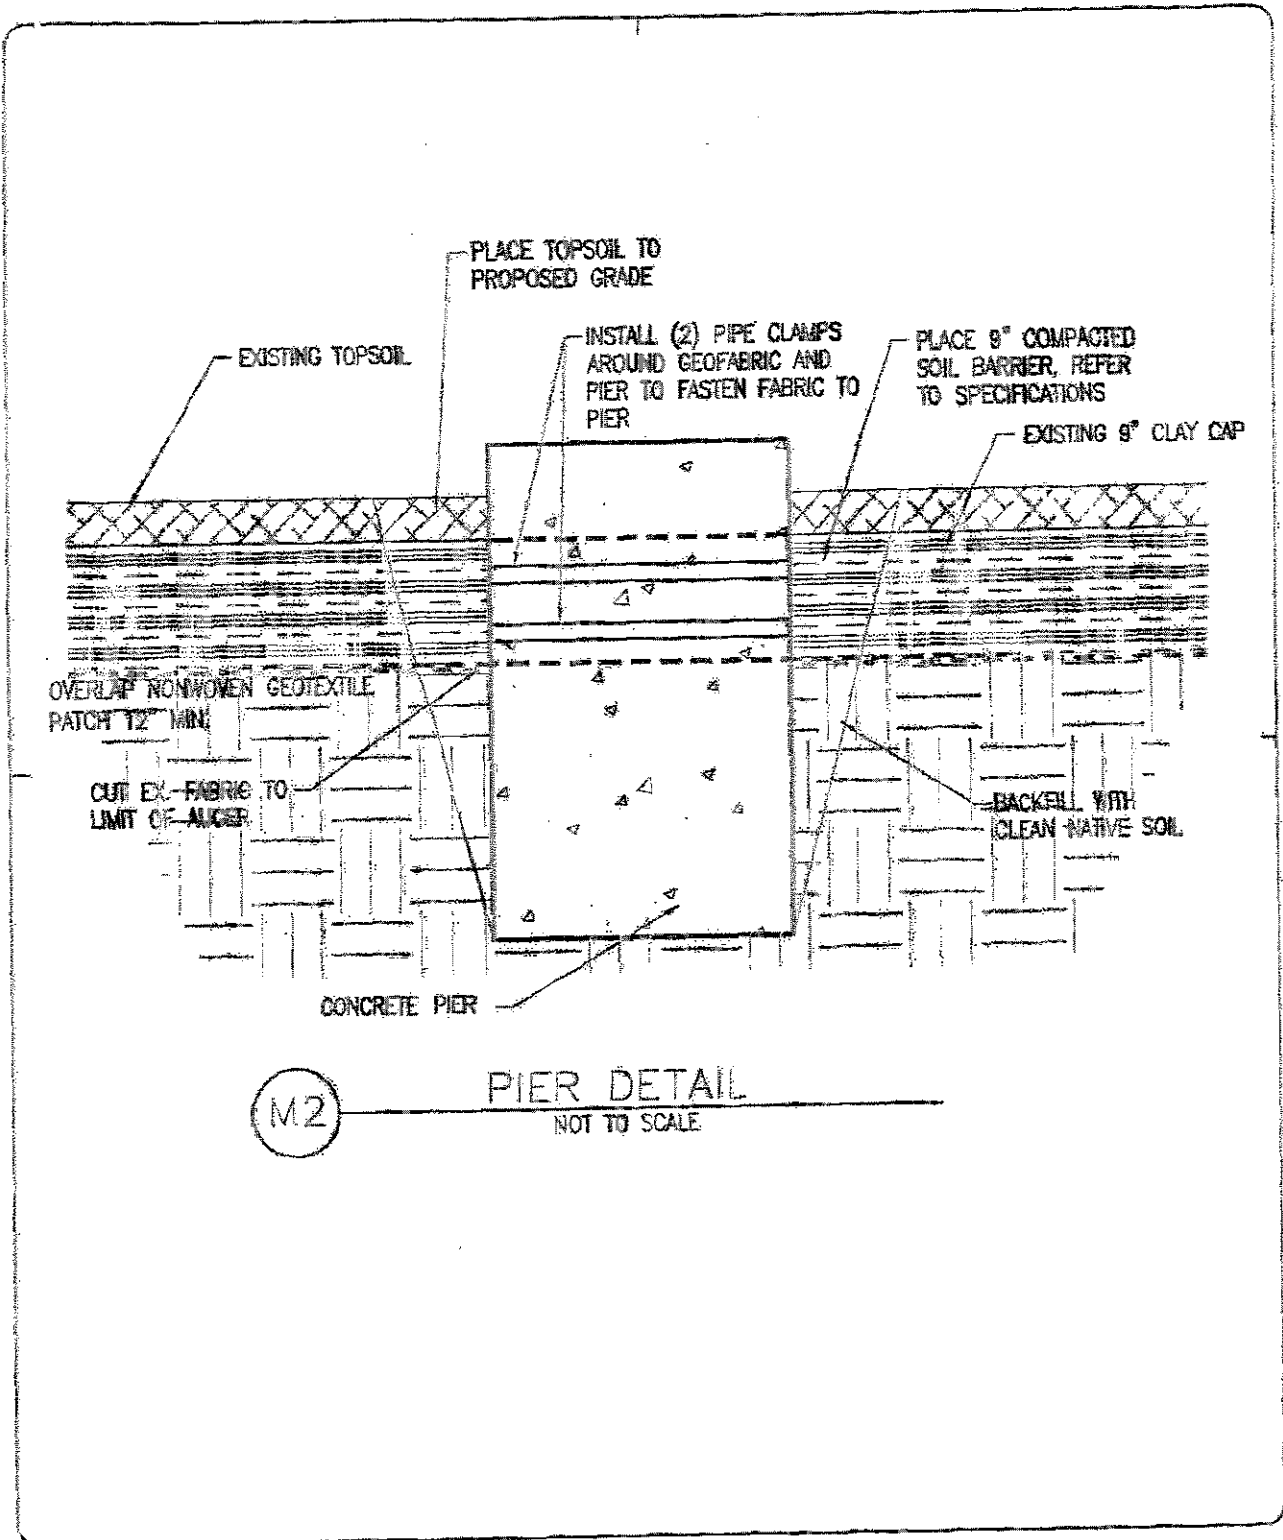 PLACE TOPSOIL TO
PROPOSED GRADE
EXISTING TOPSOIL
INSTALL (2) PIPE CLAMPS
AROUND GEOFABRIC AND
PIER TO FASTEN FABRIC TO
PIER
PLACE 9" COMPACTED
SOIL BARRIER, REFER
TO SPECIFICATIONS
EXISTING 9" CLAY CAP
OVERLAP NONWOVEN GEOTEXTILE
PATCH 12" MIN.
CUT EX. FABRIC TO
LIMIT OF AUGER
BACKFILL WITH
CLEAN NATIVE SOIL
CONCRETE PIER
M2
PIER DETAIL
NOT TO SCALE